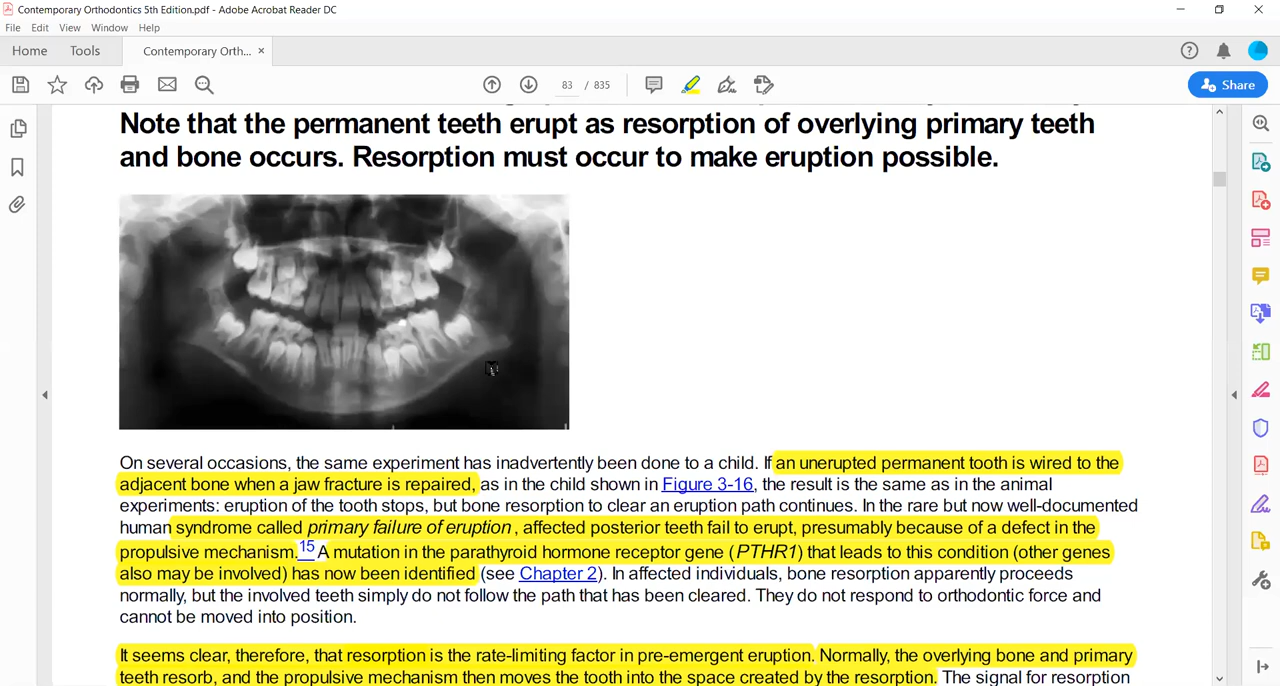 Contemporary Orthodontics 5th Edition.pdf - Adobe Acrobat Reader DC
File Edit View Window Help
Home Tools Contemporary Orth... ×
83 / 835
Share
Note that the permanent teeth erupt as resorption of overlying primary teeth
and bone occurs. Resorption must occur to make eruption possible.
On several occasions, the same experiment has inadvertently been done to a child. If an unerupted permanent tooth is wired to the
adjacent bone when a jaw fracture is repaired, as in the child shown in Figure 3-16, the result is the same as in the animal
experiments: eruption of the tooth stops, but bone resorption to clear an eruption path continues. In the rare but now well-documented
human syndrome called primary failure of eruption, affected posterior teeth fail to erupt, presumably because of a defect in the
propulsive mechanism.15 A mutation in the parathyroid hormone receptor gene (PTHR1) that leads to this condition (other genes
also may be involved) has now been identified (see Chapter 2). In affected individuals, bone resorption apparently proceeds
normally, but the involved teeth simply do not follow the path that has been cleared. They do not respond to orthodontic force and
cannot be moved into position.
It seems clear, therefore, that resorption is the rate-limiting factor in pre-emergent eruption. Normally, the overlying bone and primary
teeth resorb, and the propulsive mechanism then moves the tooth into the space created by the resorption. The signal for resorption